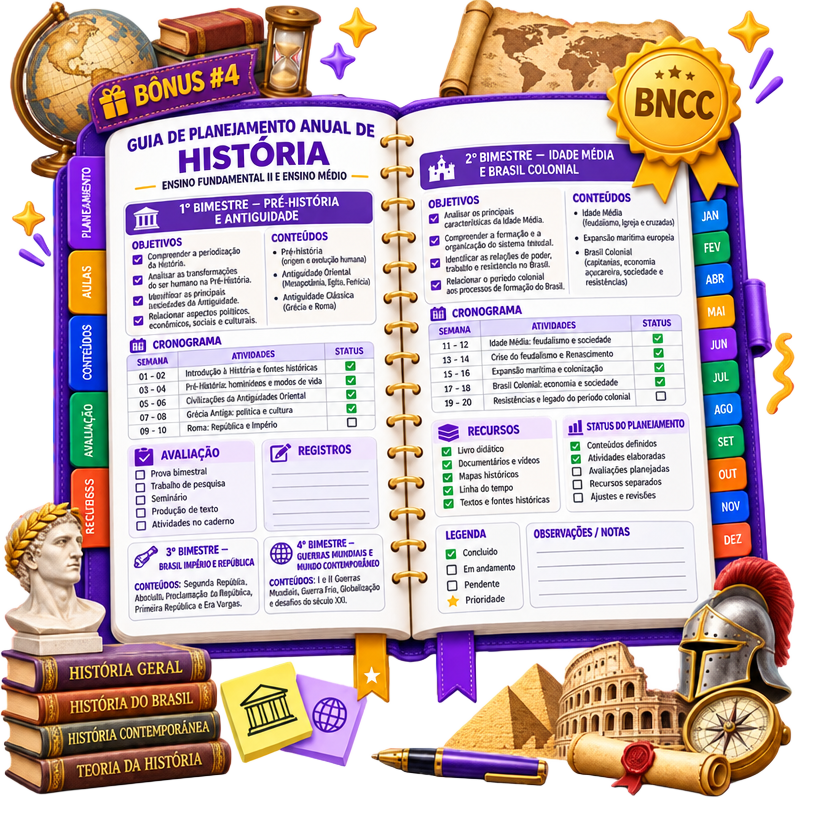 BÔNUS #4
BNCC
GUIA DE PLANEJAMENTO ANUAL DE
HISTÓRIA
ENSINO FUNDAMENTAL II E ENSINO MÉDIO
1º BIMESTRE – PRÉ-HISTÓRIA
E ANTIGUIDADE
OBJETIVOS
Compreender a periodização
da História.
Analisar as transformações
do ser humano na Pré-História.
Identificar as principais
sociedades da Antiguidade.
Relacionar aspectos políticos,
econômicos, sociais e culturais.
CONTEÚDOS
• Pré-história
(origem e evolução humana)
• Antiguidade Oriental
(Mesopotâmia, Egito, Fenícia)
• Antiguidade Clássica
(Grécia e Roma)
CRONOGRAMA
SEMANA ATIVIDADES STATUS
01 - 02 Introdução à História e fontes históricas
03 - 04 Pré-História: hominídeos e modos de vida
05 - 06 Civilizações da Antigüidades Oriental
07 - 08 Grécia Antiga: política e cultura
09 - 10 Roma: República e Império
AVALIAÇÃO
Prova bimestral
Trabalho de pesquisa
Seminário
Produção de texto
Atividades no caderno
REGISTROS
3º BIMESTRE –
BRASIL IMPÉRIO E REPÚBLICA
CONTEÚDOS: Segunda República,
Proclamação da República,
Primeira República e Era Vargas.
4º BIMESTRE –
GUERRAS MUNDIAIS E
MUNDO CONTEMPORÂNEO
CONTEÚDOS: I e II Guerras
Mundiais, Guerra Fria, Globalização
e desafios do século XXI.
2º BIMESTRE – IDADE MÉDIA
E BRASIL COLONIAL
OBJETIVOS
Analisar os principais
características da Idade Média.
Compreender a formação e a
organização do sistema
Identificar as relações de poder,
trabalho e resistência no Brasil.
Relacionar o período colonial
aos processos de formação do Brasil.
CONTEÚDOS
• Idade Média
(feudalismo, Igreja e cruzadas)
• Expansão marítima europeia
• Brasil Colonial
(capitanias, economia
açucareira, sociedade e
resistências)
CRONOGRAMA
SEMANA ATIVIDADES STATUS
11 - 12 Idade Média: feudalismo e sociedade
13 - 14 Crise do feudalismo e Renascimento
15 - 16 Expansão marítima e colonização
17 - 18 Brasil Colonial: economia e sociedade
19 - 20 Resistências e legado do período colonial
RECURSOS
Livro didático
Documentários e vídeos
Mapas históricos
Linha do tempo
Textos e fontes históricas
STATUS DO PLANEJAMENTO
Conteúdos definidos
Atividades elaboradas
Avaliações planejadas
Recursos separados
Ajustes e revisões
LEGENDA
Concluído
Em andamento
Pendente
Prioridade
OBSERVAÇÕES / NOTAS
PLANEJAMENTO
AULAS
CONTEÚDOS
AVALIAÇÃO
RECURBSS
JAN
FEV
ABR
MAI
JUN
JUL
AGO
SET
OUT
NOV
DEZ
HISTÓRIA GERAL
HISTÓRIA DO BRASIL
HISTÓRIA CONTEMPORÂNEA
TEORIA DA HISTÓRIA